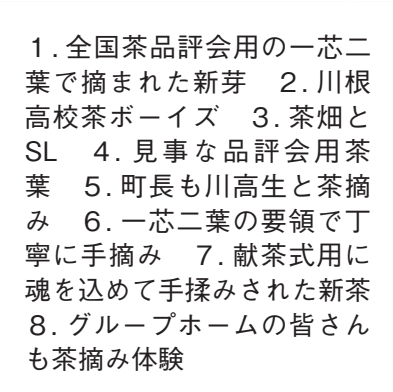 １．全国茶品評会用の一芯二
葉で摘まれた新芽　２．川根
高校茶ボーイズ　３．茶畑と
SL　４．見事な品評会用茶
葉　５．町長も川高生と茶摘
み　６．一芯二葉の要領で丁
寧に手摘み　７．献茶式用に
魂を込めて手揉みされた新茶
８．グループホームの皆さん
も茶摘み体験